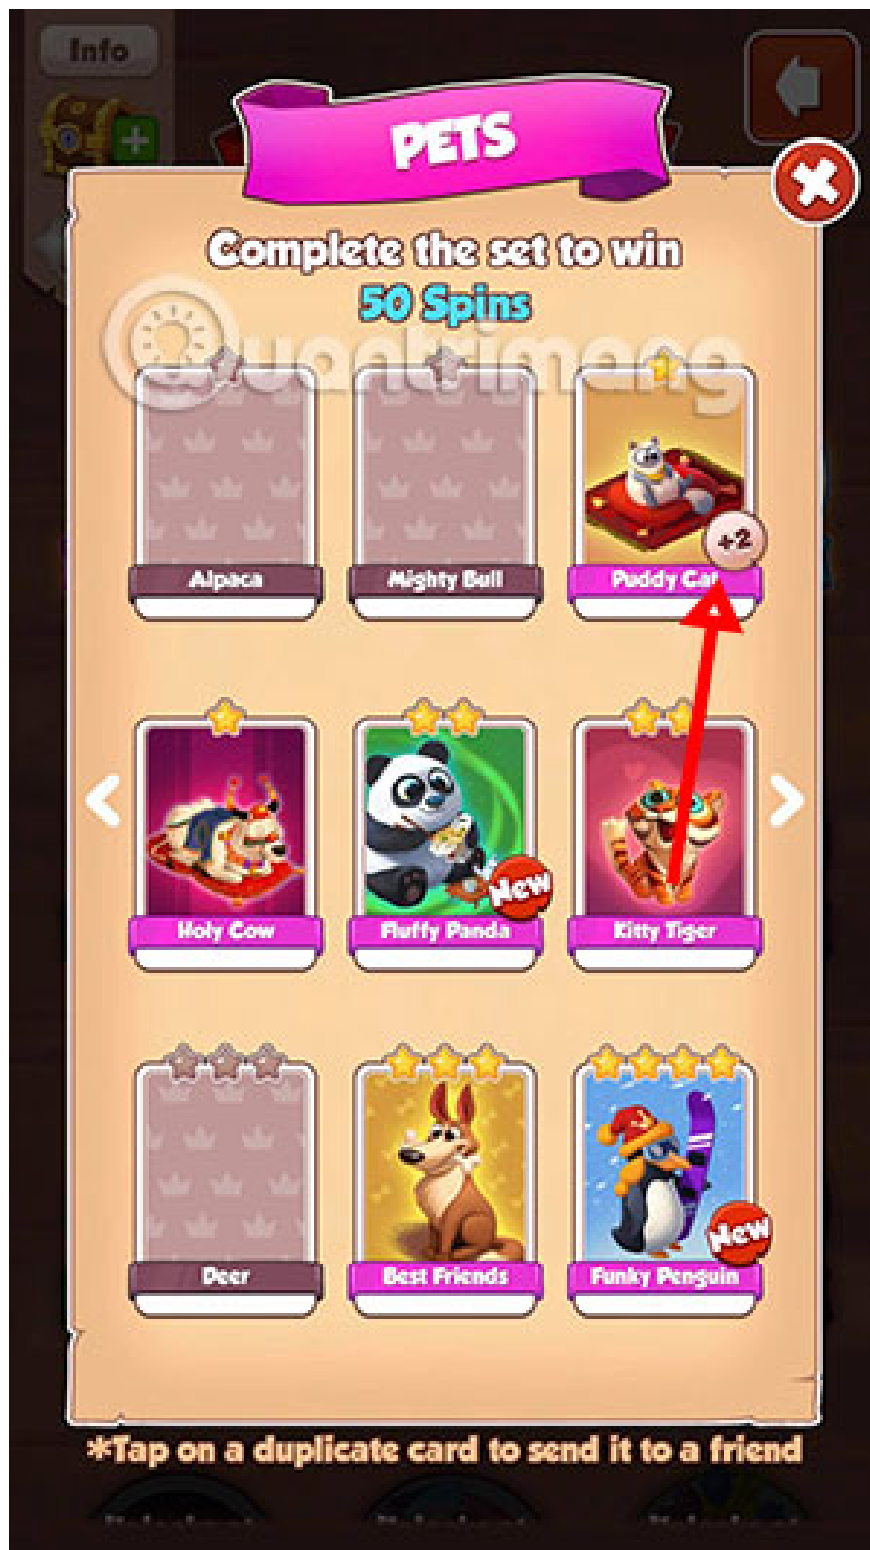 Info
PETS
Complete the set to win
50 Spins
Quantrimang
Alpaca
Mighty Bull
Puddy Cat
+2
Holy Cow
Fluffy Panda
New
Kitty Tiger
Deer
Best Friends
Funky Penguin
New
*Tap on a duplicate card to send it to a friend